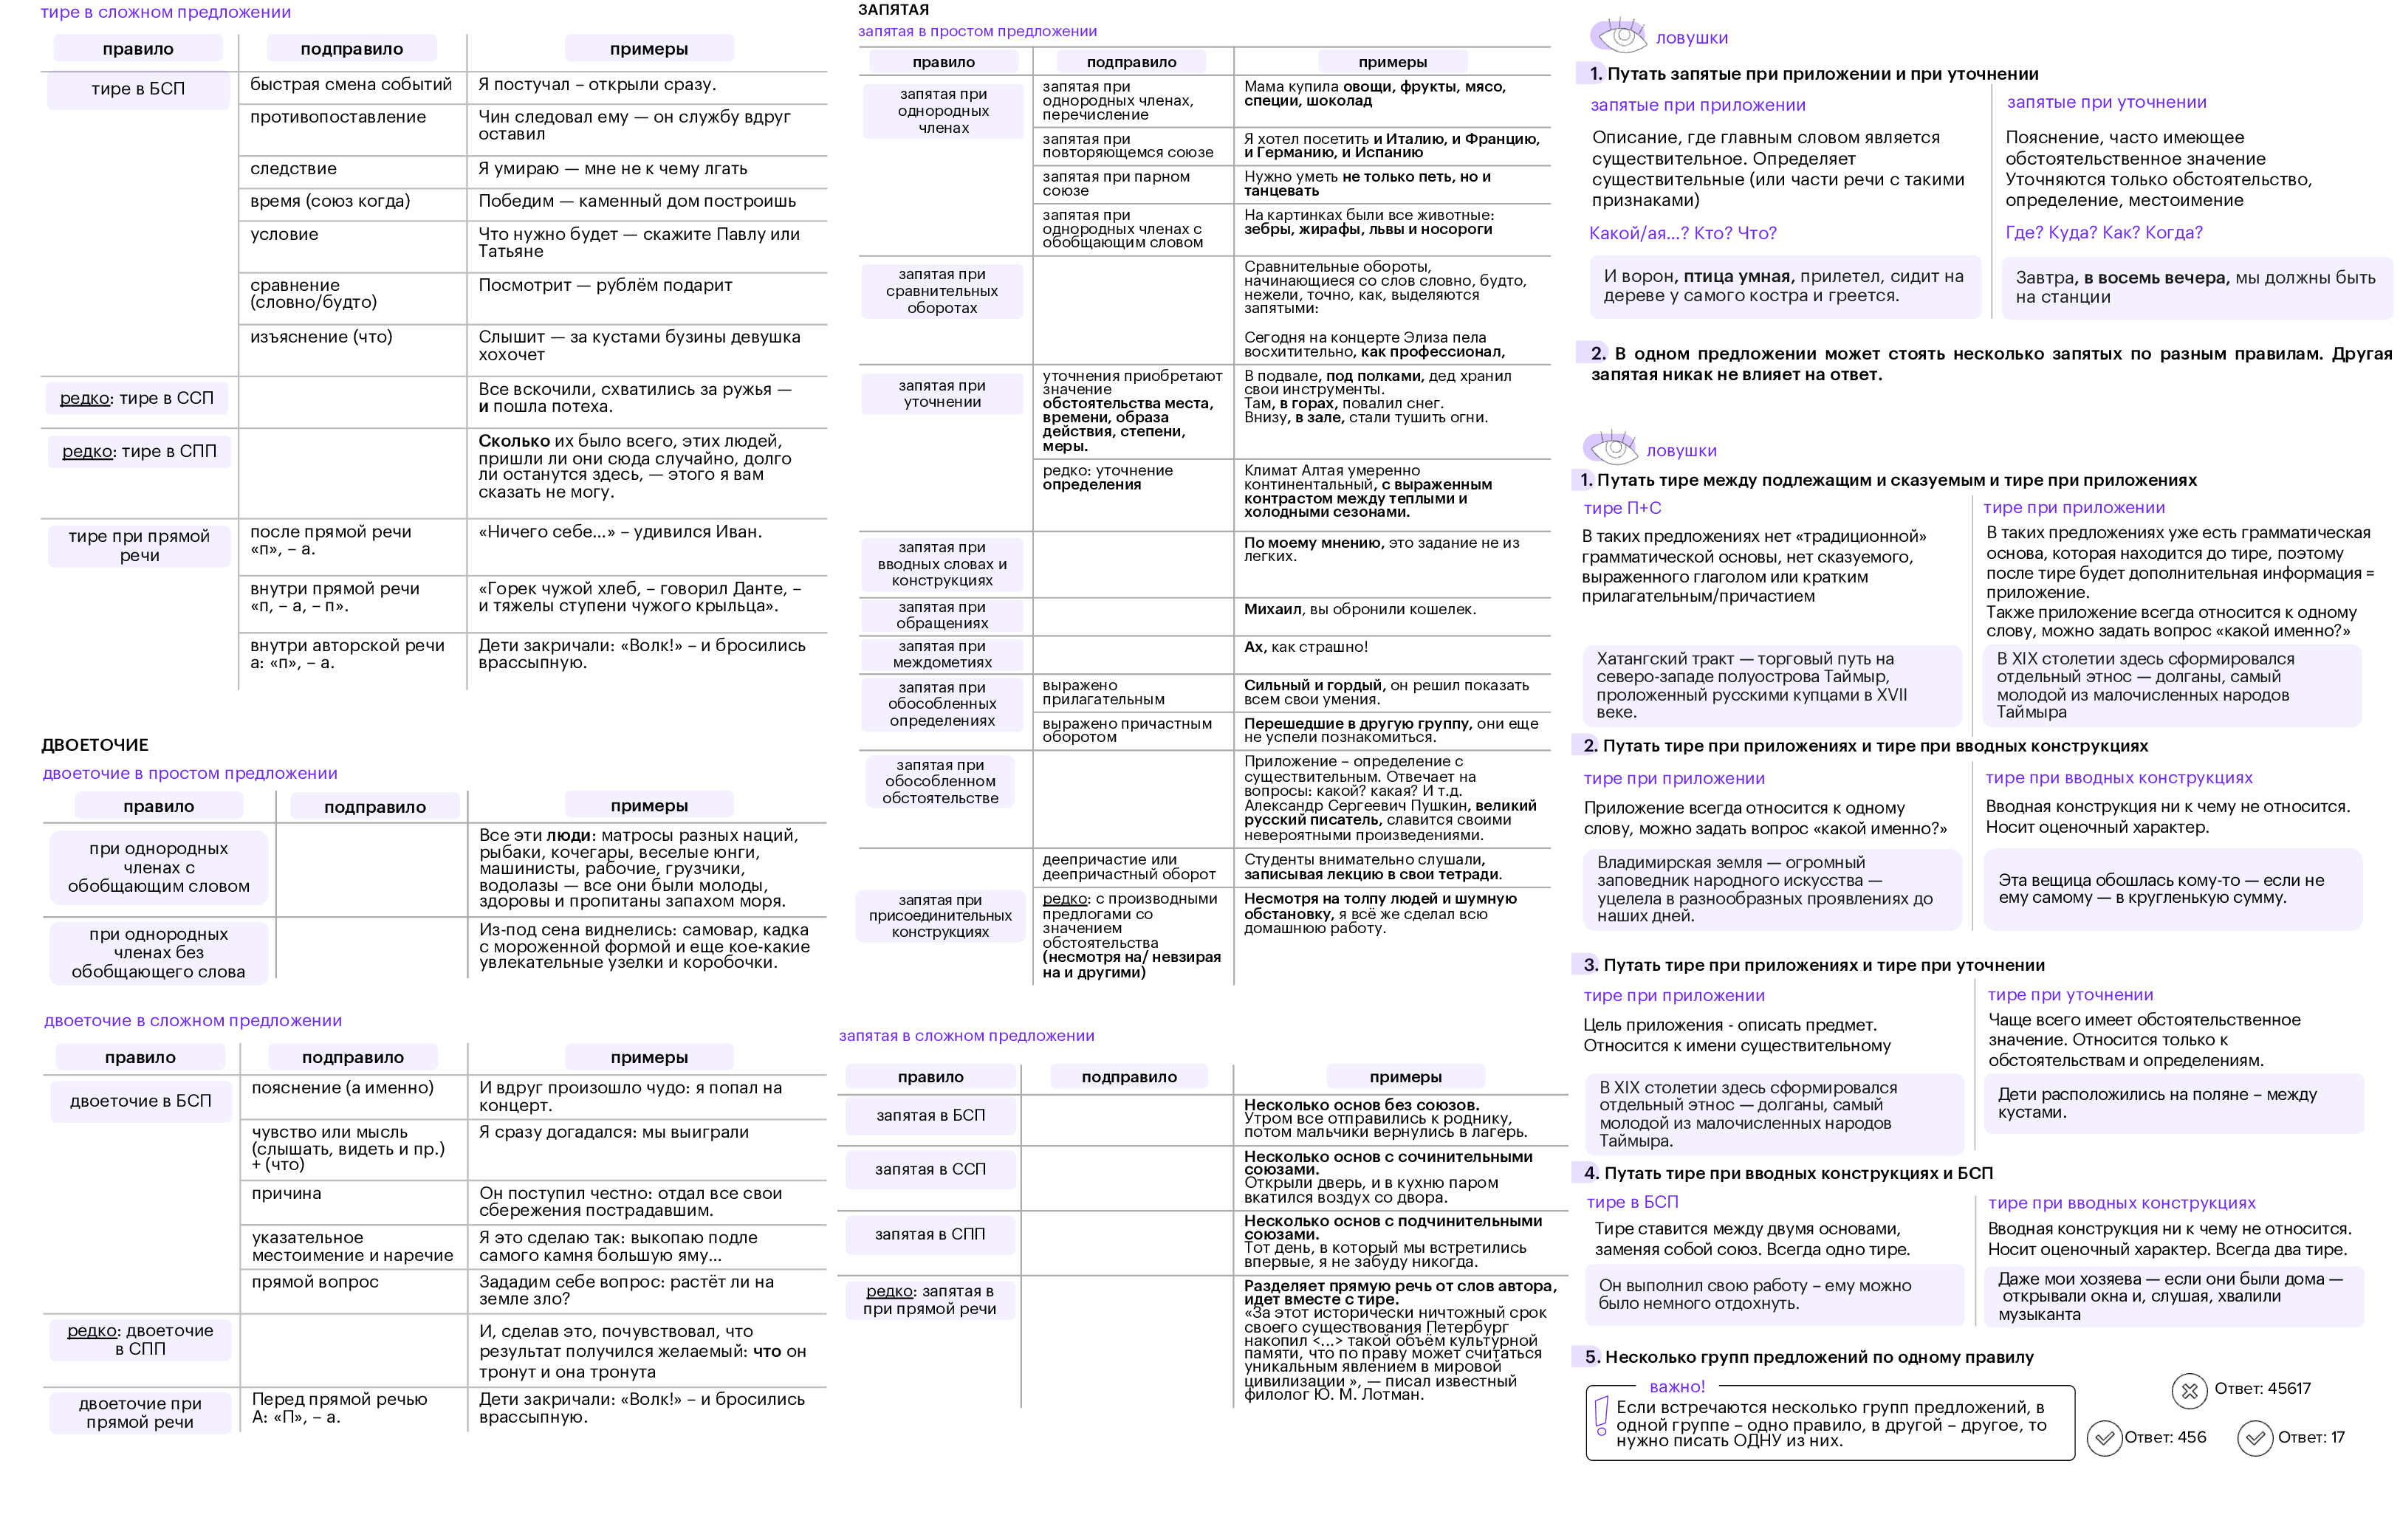 тире в сложном предложении
правило
подправило
примеры
тире в БСП
быстрая смена событий
Я постучал – открыли сразу.
противопоставление
Чин следовал ему — он службу вдруг
оставил
следствие
Я умираю — мне не к чему лгать
время (союз когда)
Победим — каменный дом построишь
условие
Что нужно будет — скажите Павлу или
Татьяне
сравнение
(словно/будто)
Посмотрит — рублём подарит
изъяснение (что)
Слышит — за кустами бузины девушка
хохочет
редко: тире в ССП
Все вскочили, схватились за ружья —
и пошла потеха.
редко: тире в СПП
Сколько их было всего, этих людей,
пришли ли они сюда случайно, долго
ли останутся здесь, — этого я вам
сказать не могу.
тире при прямой
речи
после прямой речи
«п», – а.
«Ничего себе...» – удивился Иван.
внутри прямой речи
«п, – а, – п».
«Горек чужой хлеб, – говорил Данте, –
и тяжелы ступени чужого крыльца».
внутри авторской речи
а: «п», – а.
Дети закричали: «Волк!» – и бросились
врассыпную.
ДВОЕТОЧИЕ
двоеточие в простом предложении
правило
подправило
примеры
при однородных
членах с
обобщающим словом
Все эти люди: матросы разных наций,
рыбаки, кочегары, веселые юнги,
машинисты, рабочие, грузчики,
водолазы — все они были молоды,
здоровы и пропитаны запахом моря.
при однородных
членах без
обобщающего слова
Из-под сена виднелись: самовар, кадка
с мороженной формой и еще кое-какие
увлекательные узелки и коробочки.
двоеточие в сложном предложении
правило
подправило
примеры
двоеточие в БСП
пояснение (а именно)
И вдруг произошло чудо: я попал на
концерт.
чувство или мысль
(слышать, видеть и пр.)
+ (что)
Я сразу догадался: мы выиграли
причина
Он поступил честно: отдал все свои
сбережения пострадавшим.
указательное
местоимение и наречие
Я это сделаю так: выкопаю подле
самого камня большую яму...
прямой вопрос
Зададим себе вопрос: растёт ли на
земле зло?
редко: двоеточие
в СПП
И, сделав это, почувствовал, что
результат получился желаемый: что он
тронут и она тронута
двоеточие при
прямой речи
Перед прямой речью
А: «П», – а.
Дети закричали: «Волк!» – и бросились
врассыпную.
ЗАПЯТАЯ
запятая в простом предложении
правило
подправило
примеры
запятая при
однородных
членах
запятая при
однородных членах,
перечисление
Мама купила овощи, фрукты, мясо,
специи, шоколад
запятая при
повторяющемся союзе
Я хотел посетить и Италию, и Францию,
и Германию, и Испанию
запятая при парном
союзе
Нужно уметь не только петь, но и
танцевать
запятая при
однородных членах с
обобщающим словом
На картинках были все животные:
зебры, жирафы, львы и носороги
запятая при
сравнительных
оборотах
Сравнительные обороты,
начинающиеся со слов словно, будто,
нежели, точно, как, выделяются
запятыми:
Сегодня на концерте Элиза пела
восхитительно, как профессионал,
запятая при
уточнении
уточнения приобретают
значение
обстоятельства места,
времени, образа
действия, степени,
меры.
В подвале, под полками, дед хранил
свои инструменты.
Там, в горах, повалил снег.
Внизу, в зале, стали тушить огни.
редко: уточнение
определения
Климат Алтая умеренно
континентальный, с выраженным
контрастом между теплыми и
холодными сезонами.
запятая при
вводных словах и
конструкциях
По моему мнению, это задание не из
легких.
запятая при
обращениях
Михаил, вы обронили кошелек.
запятая при
междометиях
Ах, как страшно!
запятая при
обособленных
определениях
выражено
прилагательным
Сильный и гордый, он решил показать
всем свои умения.
выражено причастным
оборотом
Перешедшие в другую группу, они еще
не успели познакомиться.
запятая при
обособленном
обстоятельстве
Приложение – определение с
существительным. Отвечает на
вопросы: какой? какая? И т.д.
Александр Сергеевич Пушкин, великий
русский писатель, славится своими
невероятными произведениями.
деепричастие или
деепричастный оборот
Студенты внимательно слушали,
записывая лекцию в свои тетради.
запятая при
присоединительных
конструкциях
редко: с производными
предлогами со
значением
обстоятельства
(несмотря на/ невзирая
на и другими)
Несмотря на толпу людей и шумную
обстановку, я всё же сделал всю
домашнюю работу.
запятая в сложном предложении
правило
подправило
примеры
запятая в БСП
Несколько основ без союзов.
Утром все отправились к роднику,
потом мальчики вернулись в лагерь.
запятая в ССП
Несколько основ с сочинительными
союзами.
Открыли дверь, и в кухню паром
вкатился воздух со двора.
запятая в СПП
Несколько основ с подчинительными
союзами.
Тот день, в который мы встретились
впервые, я не забуду никогда.
редко: запятая в
при прямой речи
Разделяет прямую речь от слов автора,
идет вместе с тире.
«За этот исторически ничтожный срок
своего существования Петербург
накопил <...> такой объём культурной
памяти, что по праву может считаться
уникальным явлением в мировой
цивилизации », — писал известный
филолог Ю. М. Лотман.
ловушки
1. Путать запятые при приложении и при уточнении
запятые при приложении
Описание, где главным словом является
существительное. Определяет
существительные (или части речи с такими
признаками)
Какой/ая...? Кто? Что?
И ворон, птица умная, прилетел, сидит на
дереве у самого костра и греется.
запятые при уточнении
Пояснение, часто имеющее
обстоятельственное значение
Уточняются только обстоятельство,
определение, местоимение
Где? Куда? Как? Когда?
Завтра, в восемь вечера, мы должны быть
на станции
2. В одном предложении может стоять несколько запятых по разным правилам. Другая
запятая никак не влияет на ответ.
ловушки
1. Путать тире между подлежащим и сказуемым и тире при приложениях
тире П+С
В таких предложениях нет «традиционной»
грамматической основы, нет сказуемого,
выраженного глаголом или кратким
прилагательным/причастием
Хатангский тракт — торговый путь на
северо-западе полуострова Таймыр,
проложенный русскими купцами в XVII
веке.
тире при приложении
В таких предложениях уже есть грамматическая
основа, которая находится до тире, поэтому
после тире будет дополнительная информация =
приложение.
Также приложение всегда относится к одному
слову, можно задать вопрос «какой именно?»
В XIX столетии здесь сформировался
отдельный этнос — долганы, самый
молодой из малочисленных народов
Таймыра
2. Путать тире при приложениях и тире при вводных конструкциях
тире при приложении
Приложение всегда относится к одному
слову, можно задать вопрос «какой именно?»
Владимирская земля — огромный
заповедник народного искусства —
уцелела в разнообразных проявлениях до
наших дней.
тире при вводных конструкциях
Вводная конструкция ни к чему не относится.
Носит оценочный характер.
Эта вещица обошлась кому-то — если не
ему самому — в кругленькую сумму.
3. Путать тире при приложениях и тире при уточнении
тире при приложении
Цель приложения - описать предмет.
Относится к имени существительному
В XIX столетии здесь сформировался
отдельный этнос — долганы, самый
молодой из малочисленных народов
Таймыра.
тире при уточнении
Чаще всего имеет обстоятельственное
значение. Относится только к
обстоятельствам и определениям.
Дети расположились на поляне – между
кустами.
4. Путать тире при вводных конструкциях и БСП
тире в БСП
Тире ставится между двумя основами,
заменяя собой союз. Всегда одно тире.
Он выполнил свою работу – ему можно
было немного отдохнуть.
тире при вводных конструкциях
Вводная конструкция ни к чему не относится.
Носит оценочный характер. Всегда два тире.
Даже мои хозяева — если они были дома —
открывали окна и, слушая, хвалили
музыканта
5. Несколько групп предложений по одному правилу
важно!
Если встречаются несколько групп предложений, в
одной группе – одно правило, в другой – другое, то
нужно писать ОДНУ из них.
Ответ: 45617
Ответ: 456
Ответ: 17